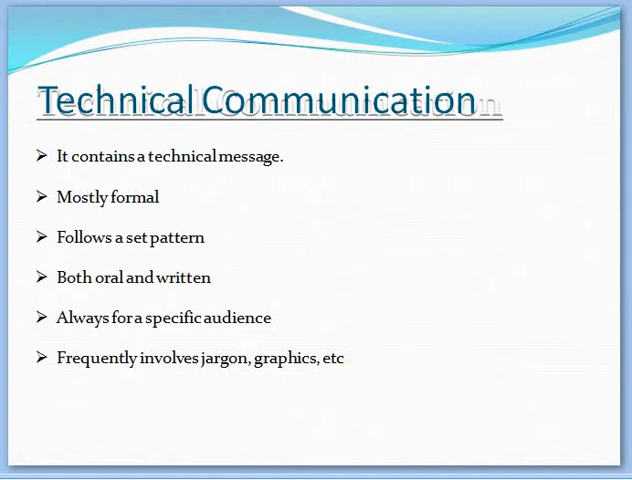 Technical Communication
It contains a technical message.
Mostly formal
Follows a set pattern
Both oral and written
Always for a specific audience
Frequently involves jargon, graphics, etc